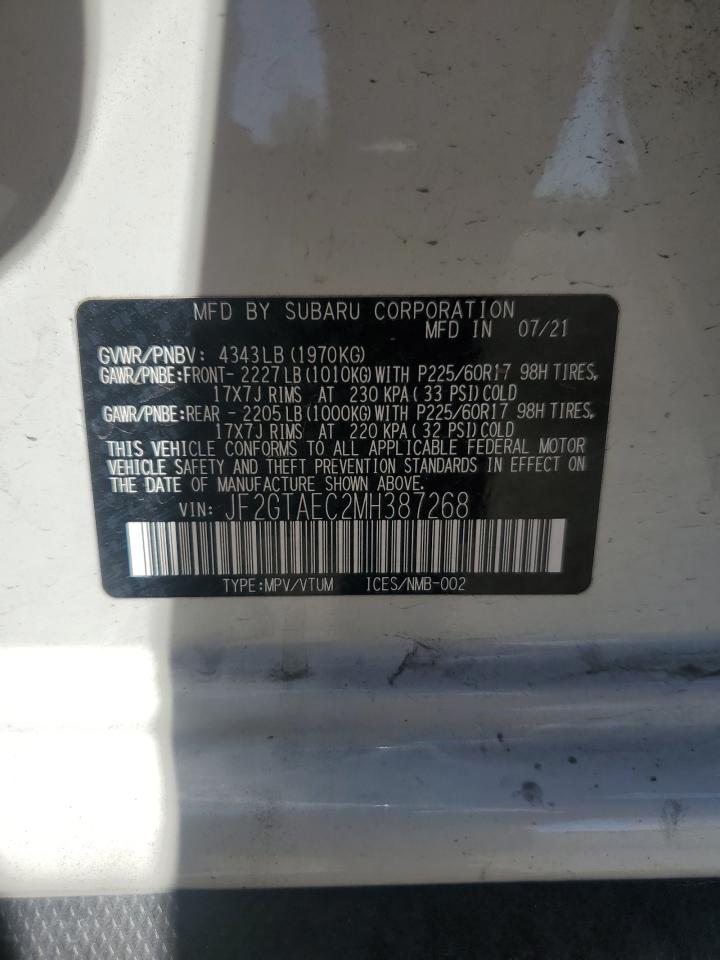 MFD BY SUBARU CORPORATION
MFD IN 07/21
GVWR/PNBV: 4343LB(1970KG)
GAWR/PNBE:FRONT- 2227LB(1010KG)WITH P225/60R17 98H TIRES,
17X7J RIMS AT 230 KPA(33 PSI)COLD
GAWR/PNBE:REAR - 2205LB(1000KG)WITH P225/60R17 98H TIRES,
17X7J RIMS AT 220 KPA(32 PSI)COLD
THIS VEHICLE CONFORMS TO ALL APPLICABLE FEDERAL MOTOR
VEHICLE SAFETY AND THEFT PREVENTION STANDARDS IN EFFECT ON
THE DATE OF MANUFACTURE SHOWN ABOVE.
VIN: JF2GTAEC2MH387268
TYPE:MPV/VTUM ICES/NMB-002